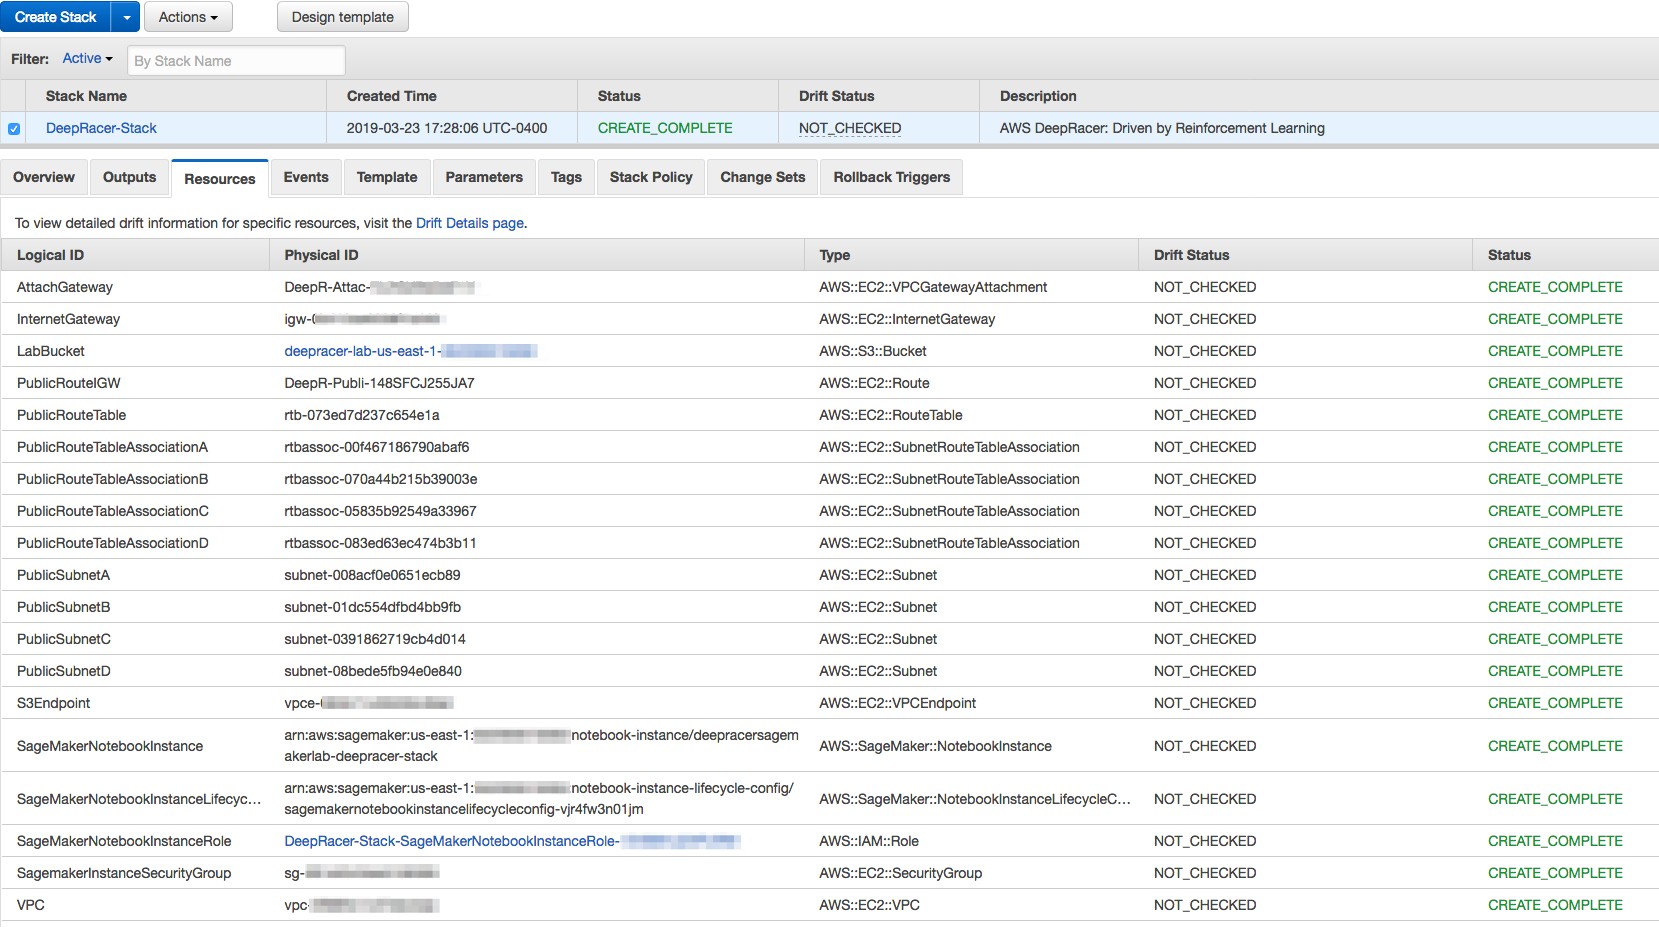 Create Stack Actions Design template
Filter: Active By Stack Name
Stack Name Created Time Status Drift Status Description
DeepRacer-Stack 2019-03-23 17:28:06 UTC-0400 CREATE_COMPLETE NOT_CHECKED AWS DeepRacer: Driven by Reinforcement Learning
Overview Outputs Resources Events Template Parameters Tags Stack Policy Change Sets Rollback Triggers
To view detailed drift information for specific resources, visit the Drift Details page.
Logical ID Physical ID Type Drift Status Status
AttachGateway DeepR-Attac- AWS::EC2::VPCGatewayAttachment NOT_CHECKED CREATE_COMPLETE
InternetGateway igw- AWS::EC2::InternetGateway NOT_CHECKED CREATE_COMPLETE
LabBucket deepracer-lab-us-east-1- AWS::S3::Bucket NOT_CHECKED CREATE_COMPLETE
PublicRouteIGW DeepR-Publi-148SFCJ255JA7 AWS::EC2::Route NOT_CHECKED CREATE_COMPLETE
PublicRouteTable rtb-073ed7d237c654e1a AWS::EC2::RouteTable NOT_CHECKED CREATE_COMPLETE
PublicRouteTableAssociationA rtbassoc-00f467186790abaf6 AWS::EC2::SubnetRouteTableAssociation NOT_CHECKED CREATE_COMPLETE
PublicRouteTableAssociationB rtbassoc-070a44b215b39003e AWS::EC2::SubnetRouteTableAssociation NOT_CHECKED CREATE_COMPLETE
PublicRouteTableAssociationC rtbassoc-05835b92549a33967 AWS::EC2::SubnetRouteTableAssociation NOT_CHECKED CREATE_COMPLETE
PublicRouteTableAssociationD rtbassoc-083ed63ec474b3b11 AWS::EC2::SubnetRouteTableAssociation NOT_CHECKED CREATE_COMPLETE
PublicSubnetA subnet-008acf0e0651ecb89 AWS::EC2::Subnet NOT_CHECKED CREATE_COMPLETE
PublicSubnetB subnet-01dc554dfbd4bb9fb AWS::EC2::Subnet NOT_CHECKED CREATE_COMPLETE
PublicSubnetC subnet-0391862719cb4d014 AWS::EC2::Subnet NOT_CHECKED CREATE_COMPLETE
PublicSubnetD subnet-08bede5fb94e0e840 AWS::EC2::Subnet NOT_CHECKED CREATE_COMPLETE
S3Endpoint vpce- AWS::EC2::VPCEndpoint NOT_CHECKED CREATE_COMPLETE
SageMakerNotebookInstance arn:aws:sagemaker:us-east-1: notebook-instance/deepracersagem AWS::SageMaker::NotebookInstance NOT_CHECKED CREATE_COMPLETE
akerlab-deepracer-stack
SageMakerNotebookInstanceLifecyc... arn:aws:sagemaker:us-east-1: notebook-instance-lifecycle-config/ AWS::SageMaker::NotebookInstanceLifecycleC... NOT_CHECKED CREATE_COMPLETE
sagemakernotebookinstancelifecycleconfig-vjr4fw3n01jm
SageMakerNotebookInstanceRole DeepRacer-Stack-SageMakerNotebookInstanceRole- AWS::IAM::Role NOT_CHECKED CREATE_COMPLETE
SagemakerInstanceSecurityGroup sg- AWS::EC2::SecurityGroup NOT_CHECKED CREATE_COMPLETE
VPC vpc- AWS::EC2::VPC NOT_CHECKED CREATE_COMPLETE